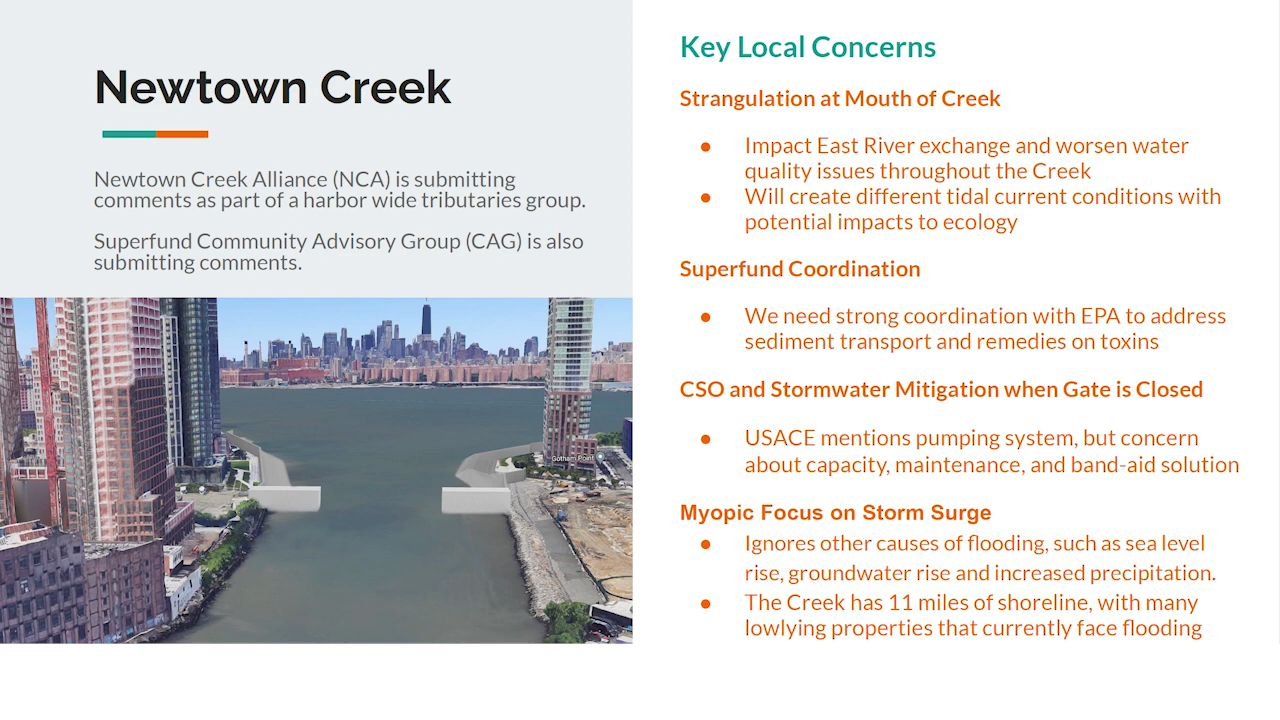 Newtown Creek
Newtown Creek Alliance (NCA) is submitting
comments as part of a harbor wide tributaries group.
Superfund Community Advisory Group (CAG) is also
submitting comments.
Gotham Point
Key Local Concerns
Strangulation at Mouth of Creek
● Impact East River exchange and worsen water
quality issues throughout the Creek
● Will create different tidal current conditions with
potential impacts to ecology
Superfund Coordination
● We need strong coordination with EPA to address
sediment transport and remedies on toxins
CSO and Stormwater Mitigation when Gate is Closed
● USACE mentions pumping system, but concern
about capacity, maintenance, and band-aid solution
Myopic Focus on Storm Surge
● Ignores other causes of flooding, such as sea level
rise, groundwater rise and increased precipitation.
● The Creek has 11 miles of shoreline, with many
lowlying properties that currently face flooding